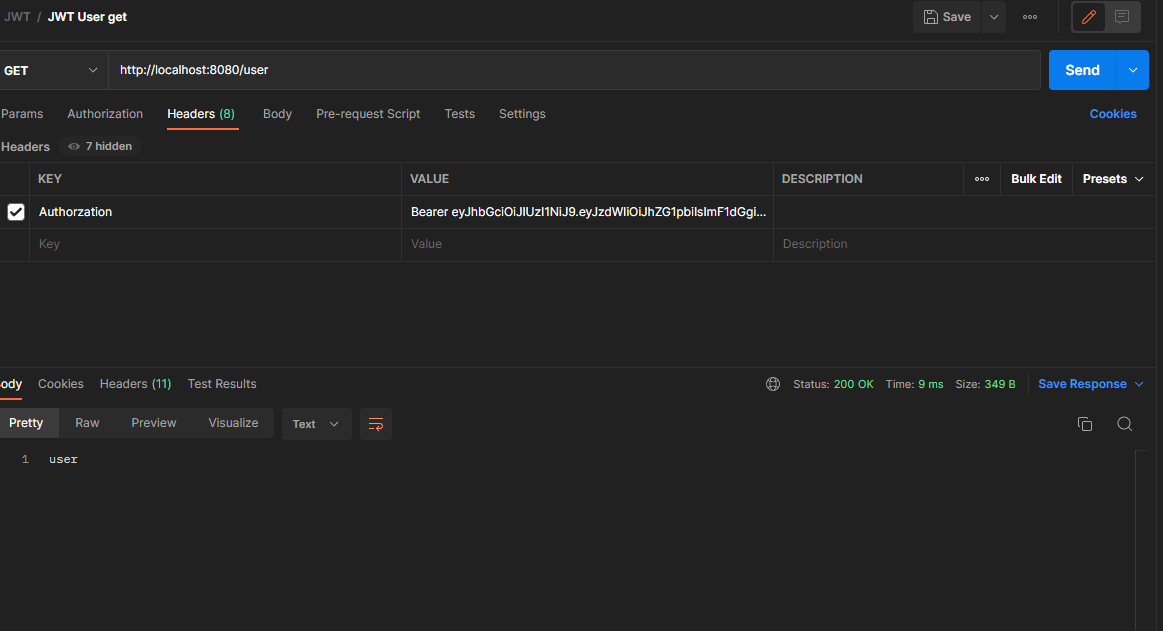 JWT / JWT User get
Save
GET http://localhost:8080/user Send
Params Authorization Headers (8) Body Pre-request Script Tests Settings Cookies
Headers 7 hidden
KEY VALUE DESCRIPTION Bulk Edit Presets
Authorzation Bearer eyJhbGciOiJIUzI1NiJ9.eyJzdWIiOiJhZG1pbiIsImF1dGgi...
Key Value Description
ody Cookies Headers (11) Test Results Status: 200 OK Time: 9 ms Size: 349 B Save Response
Pretty Raw Preview Visualize Text
1 user